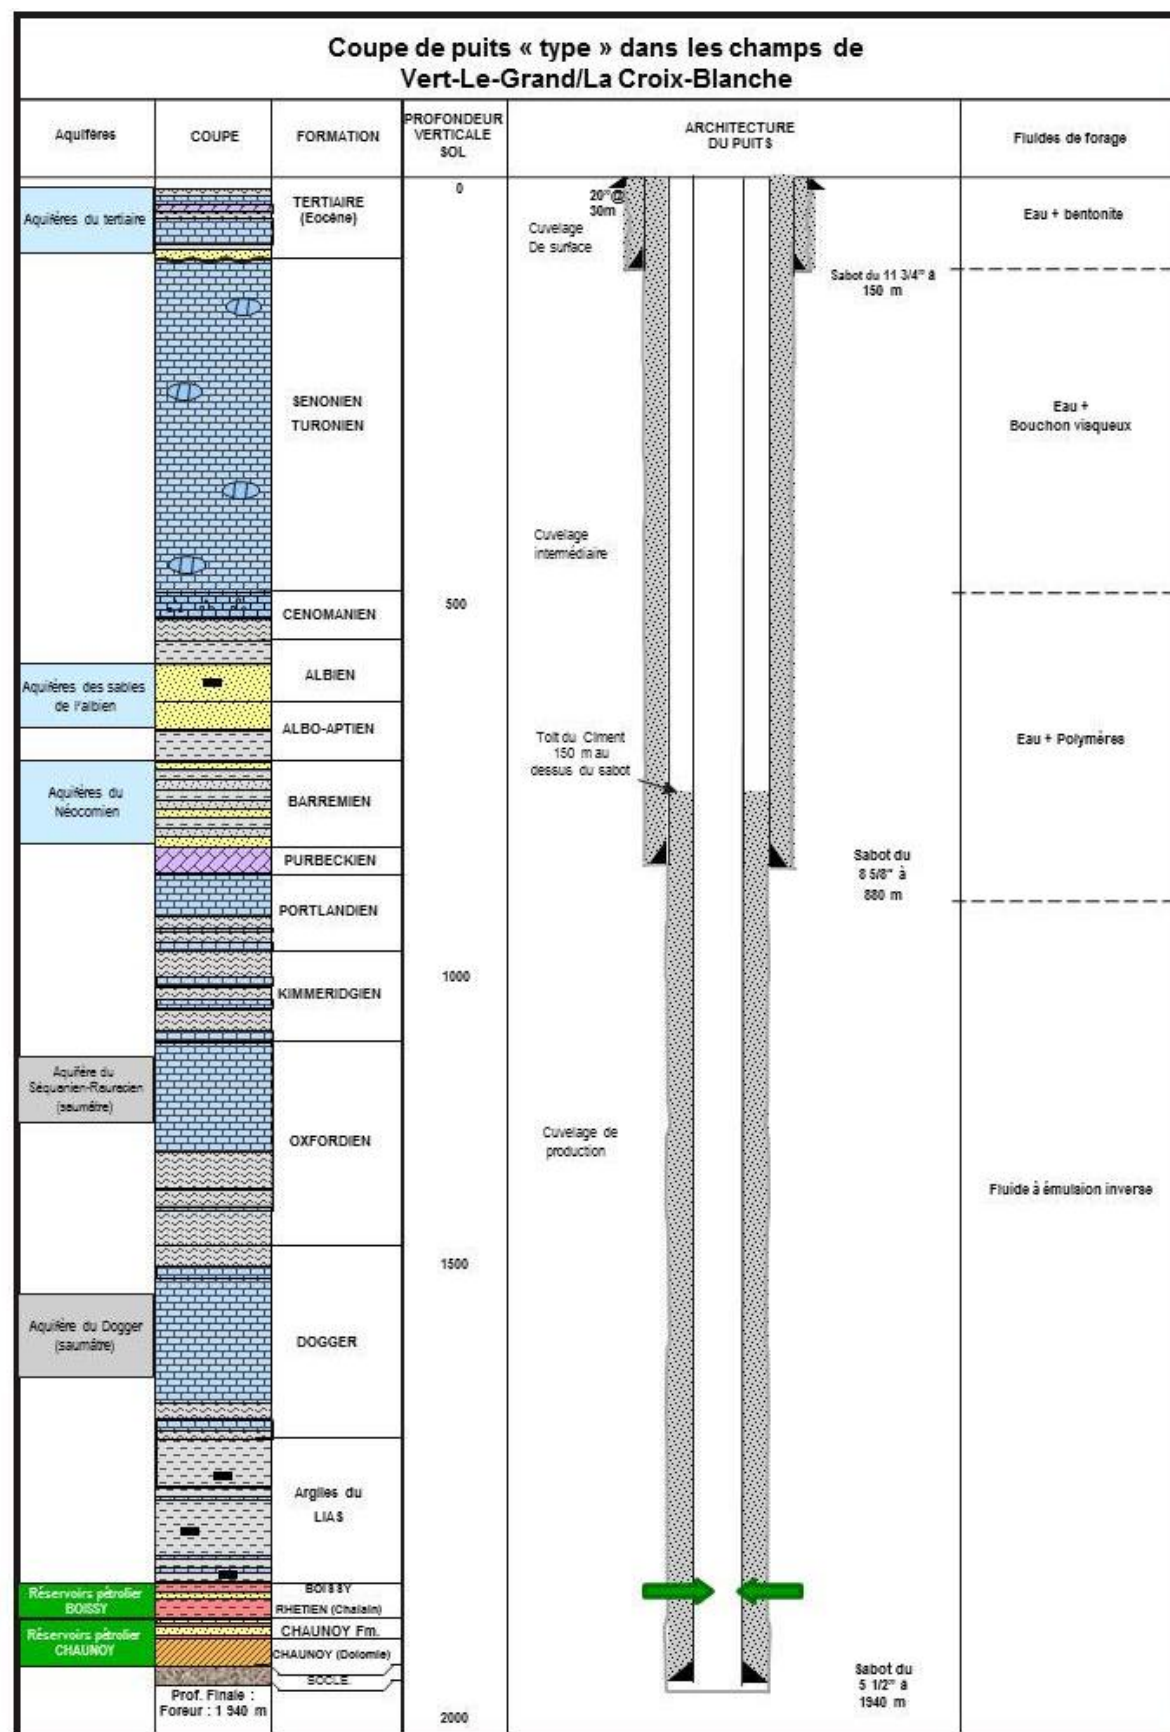 Coupe de puits « type » dans les champs de
Vert-Le-Grand/La Croix-Blanche
Aquifères
COUPE
FORMATION
PROFONDEUR
VERTICALE
SOL
ARCHITECTURE
DU PUITS
Fluides de forage
Aquifères du tertiaire
TERTIAIRE
(Eocène)
0
20"@
30m
Cuvelage
De surface
Sabot du 11 3/4" à
150 m
Eau + bentonite
SENONIEN
TURONIEN
Eau +
Bouchon visqueux
Cuvelage
intermédiaire
500
CENOMANIEN
Aquifères des sables
de l'albien
ALBIEN
ALBO-APTIEN
Toit du Ciment
150 m au
dessus du sabot
Eau + Polymères
Aquifères du
Néocomien
BARREMIEN
PURBECKIEN
Sabot du
8 5/8" à
880 m
PORTLANDIEN
1000
KIMMERIDGIEN
Aquifère du
Séquanien-Rauracien
(saumâtre)
OXFORDIEN
Cuvelage de
production
Fluide à émulsion inverse
1500
Aquifère du Dogger
(saumâtre)
DOGGER
Argiles du
LIAS
Réservoirs pétrolier
BOISSY
BOISSY
RHETIEN (Chalain)
Réservoirs pétrolier
CHAUNOY
CHAUNOY Fm.
CHAUNOY (Dolomie)
SOCLE
Prof. Finale :
Foreur : 1 940 m
Sabot du
5 1/2" à
1940 m
2000